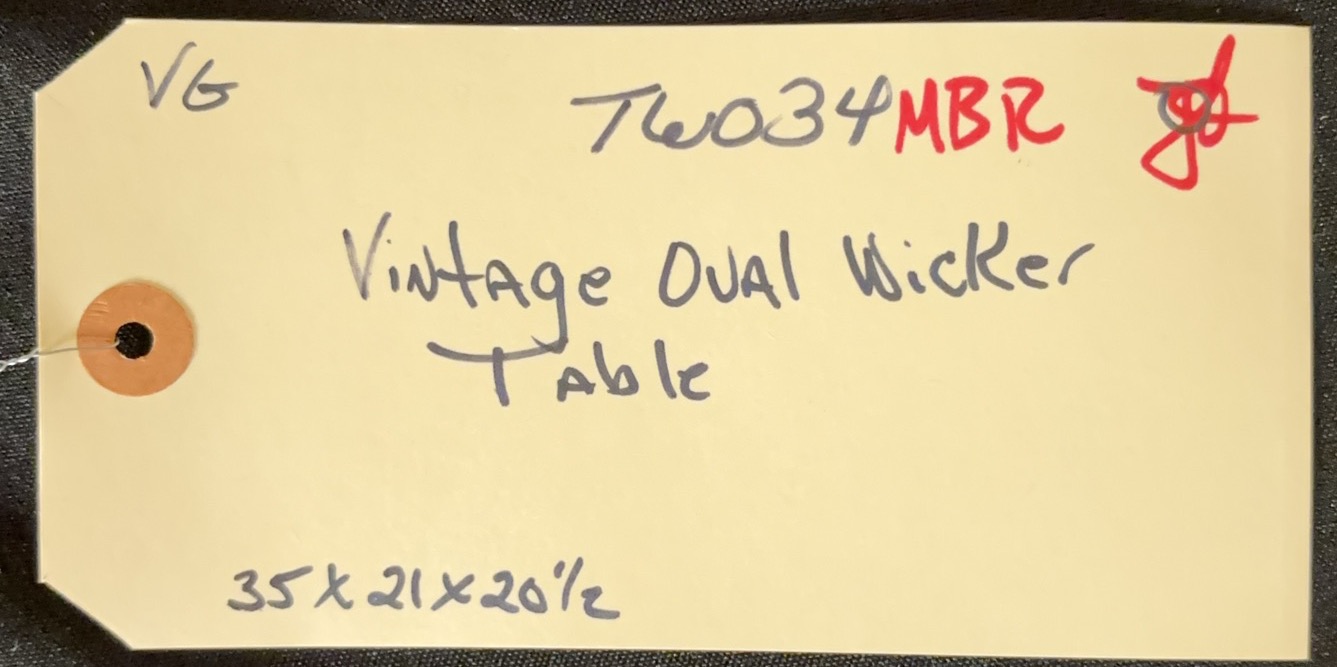 VG
TW034 MBR
Vintage Oval Wicker
Table
35 x 21 x 20 1/2